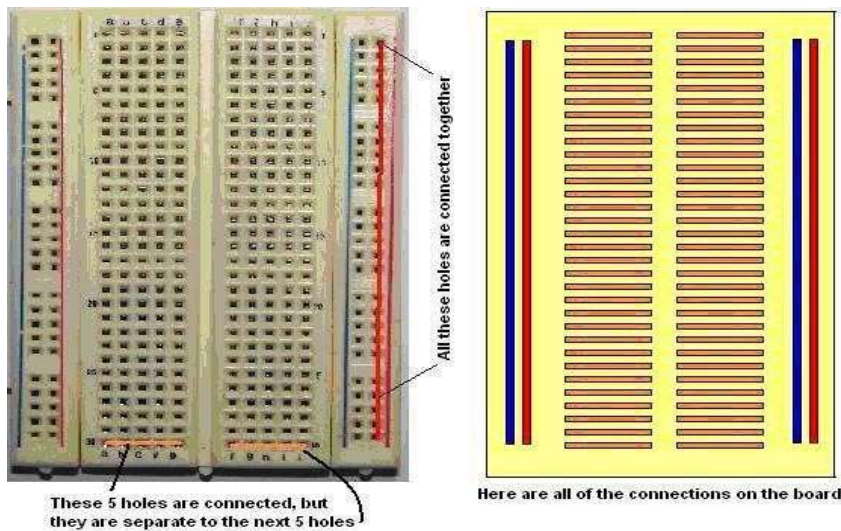 a b c d e
f g h i j
All these holes are connected together
30
a b c d e
f g h i j
These 5 holes are connected, but
they are separate to the next 5 holes
Here are all of the connections on the board